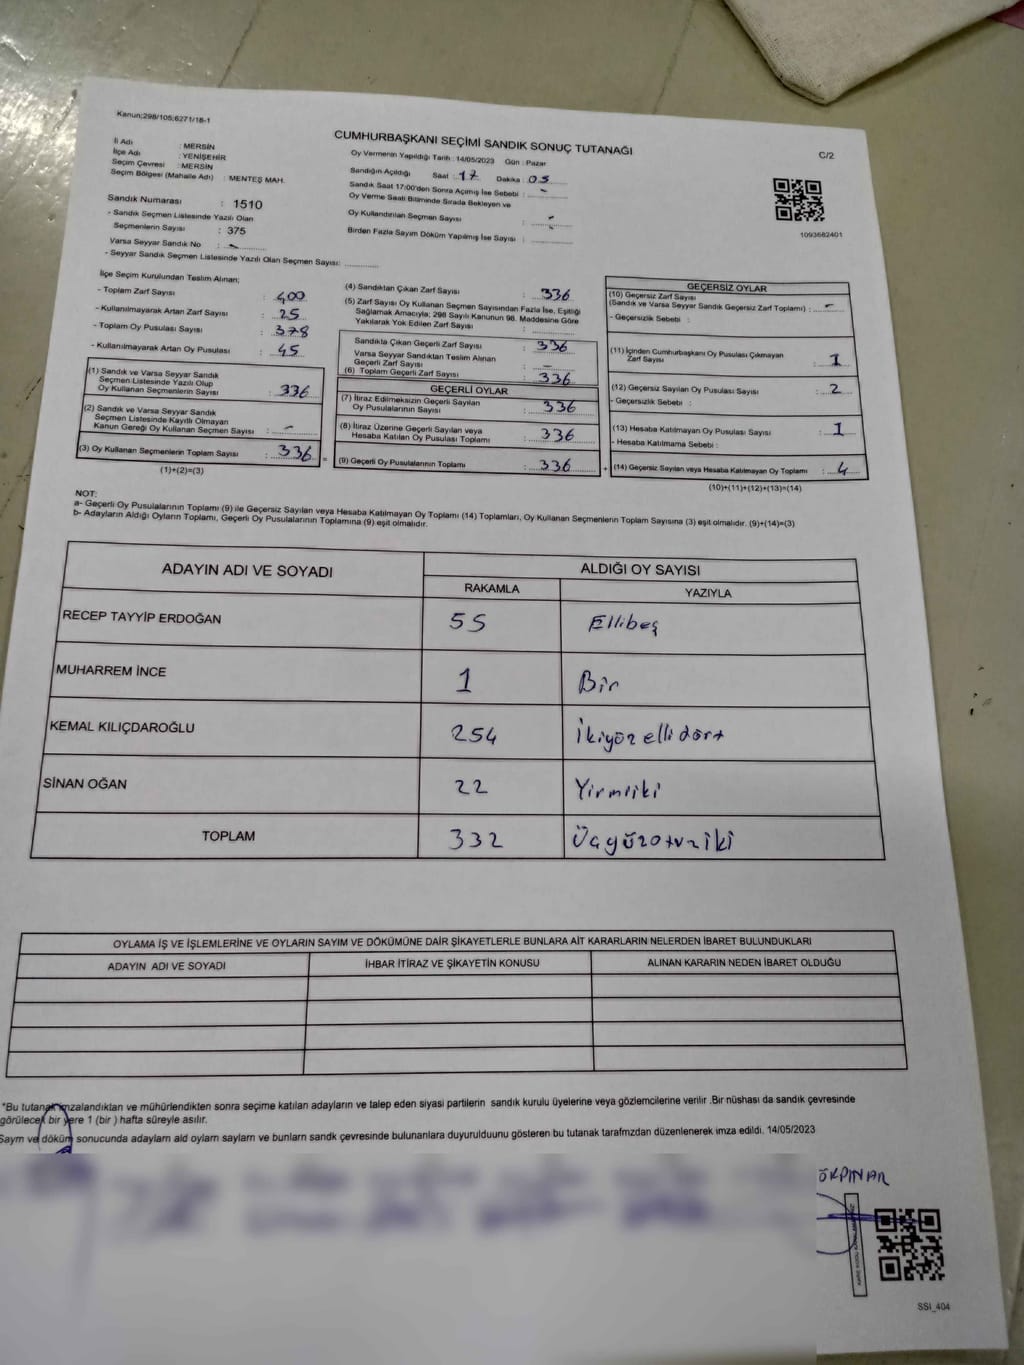 Kanun;298/105;6271/18-1
CUMHURBAŞKANI SEÇİMİ SANDIK SONUÇ TUTANAĞI
C/2
İl Adı : MERSİN
İlçe Adı : YENİŞEHİR
Seçim Çevresi : MERSİN
Seçim Bölgesi (Mahalle Adı) : MENTEŞ MAH.
Sandık Numarası : 1510
- Sandık Seçmen Listesinde Yazılı Olan
Seçmenlerin Sayısı : 375
Varsa Seyyar Sandık No : -
- Seyyar Sandık Seçmen Listesinde Yazılı Olan Seçmen Sayısı:
Oy Vermenin Yapıldığı Tarih : 14/05/2023 Gün : Pazar
Sandığın Açıldığı Saat : 17 Dakika : 05
Sandık Saat 17:00'den Sonra Açımış İse Sebebi : -
Oy Verme Saati Bitiminde Sırada Bekleyen ve
Oy Kullandırılan Seçmen Sayısı : -
Birden Fazla Sayım Döküm Yapılmış İse Sayısı : -
1093682401
İlçe Seçim Kurulundan Teslim Alınan;
- Toplam Zarf Sayısı : 400
- Kullanılmayarak Artan Zarf Sayısı : 25
- Toplam Oy Pusulası Sayısı : 378
- Kullanılmayarak Artan Oy Pusulası : 45
(1) Sandık ve Varsa Seyyar Sandık
Seçmen Listesinde Yazılı Olup
Oy Kullanan Seçmenlerin Sayısı : 336
(2) Sandık ve Varsa Seyyar Sandık
Seçmen Listesinde Kayıtlı Olmayan
Kanun Gereği Oy Kullanan Seçmen Sayısı : -
(3) Oy Kullanan Seçmenlerin Toplam Sayısı : 336 =
(1)+(2)=(3)
(4) Sandıktan Çıkan Zarf Sayısı : 336
(5) Zarf Sayısı Oy Kullanan Seçmen Sayısından Fazla İse, Eşitliği
Sağlamak Amacıyla; 298 Sayılı Kanunun 98. Maddesine Göre
Yakılarak Yok Edilen Zarf Sayısı :
Sandıkta Çıkan Geçerli Zarf Sayısı : 336
Varsa Seyyar Sandıktan Teslim Alınan
Geçerli Zarf Sayısı : -
(6) Toplam Geçerli Zarf Sayısı : 336
GEÇERLİ OYLAR
(7) İtiraz Edilmeksizin Geçerli Sayılan
Oy Pusulalarının Sayısı : 336
(8) İtiraz Üzerine Geçerli Sayılan veya
Hesaba Katılan Oy Pusulası Toplamı : 336
(9) Geçerli Oy Pusulalarının Toplamı : 336 +
GEÇERSİZ OYLAR
(10) Geçersiz Zarf Sayısı
(Sandık ve Varsa Seyyar Sandık Geçersiz Zarf Toplamı) : -
- Geçersizlik Sebebi :
(11) İçinden Cumhurbaşkanı Oy Pusulası Çıkmayan
Zarf Sayısı : 1
(12) Geçersiz Sayılan Oy Pusulası Sayısı : 2
- Geçersizlik Sebebi :
(13) Hesaba Katılmayan Oy Pusulası Sayısı : 1
- Hesaba Katılmama Sebebi :
(14) Geçersiz Sayılan veya Hesaba Katılmayan Oy Toplamı : 4
(10)+(11)+(12)+(13)=(14)
NOT:
a- Geçerli Oy Pusulalarının Toplamı (9) ile Geçersiz Sayılan veya Hesaba Katılmayan Oy Toplamı (14) Toplamları, Oy Kullanan Seçmenlerin Toplam Sayısına (3) eşit olmalıdır. (9)+(14)=(3)
b- Adayların Aldığı Oyların Toplamı, Geçerli Oy Pusulalarının Toplamına (9) eşit olmalıdır.
ADAYIN ADI VE SOYADI ALDIĞI OY SAYISI
RAKAMLA YAZIYLA
RECEP TAYYİP ERDOĞAN 55 Ellibeş
MUHARREM İNCE 1 Bir
KEMAL KILIÇDAROĞLU 254 İkiyüzellidört
SİNAN OĞAN 22 Yirmiiki
TOPLAM 332 Üçyüzotuziki
OYLAMA İŞ VE İŞLEMLERİNE VE OYLARIN SAYIM VE DÖKÜMÜNE DAİR ŞİKAYETLERLE BUNLARA AİT KARARLARIN NELERDEN İBARET BULUNDUKLARI
ADAYIN ADI VE SOYADI İHBAR İTİRAZ VE ŞİKAYETİN KONUSU ALINAN KARARIN NEDEN İBARET OLDUĞU
*Bu tutanak imzalandıktan ve mühürlendikten sonra seçime katılan adayların ve talep eden siyasi partilerin sandık kurulu üyelerine veya gözlemcilerine verilir .Bir nüshası da sandık çevresinde
görülecek bir yere 1 (bir ) hafta süreyle asılır.
Saym ve döküm sonucunda adaylarn ald oylarn saylarn ve bunlarn sandk çevresinde bulunanlara duyurulduunu gösteren bu tutanak tarafmzdan düzenlenerek imza edildi. 14/05/2023
ÖKPINAR
SSI_404